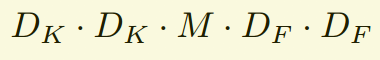 D_K · D_K · M · D_F · D_F